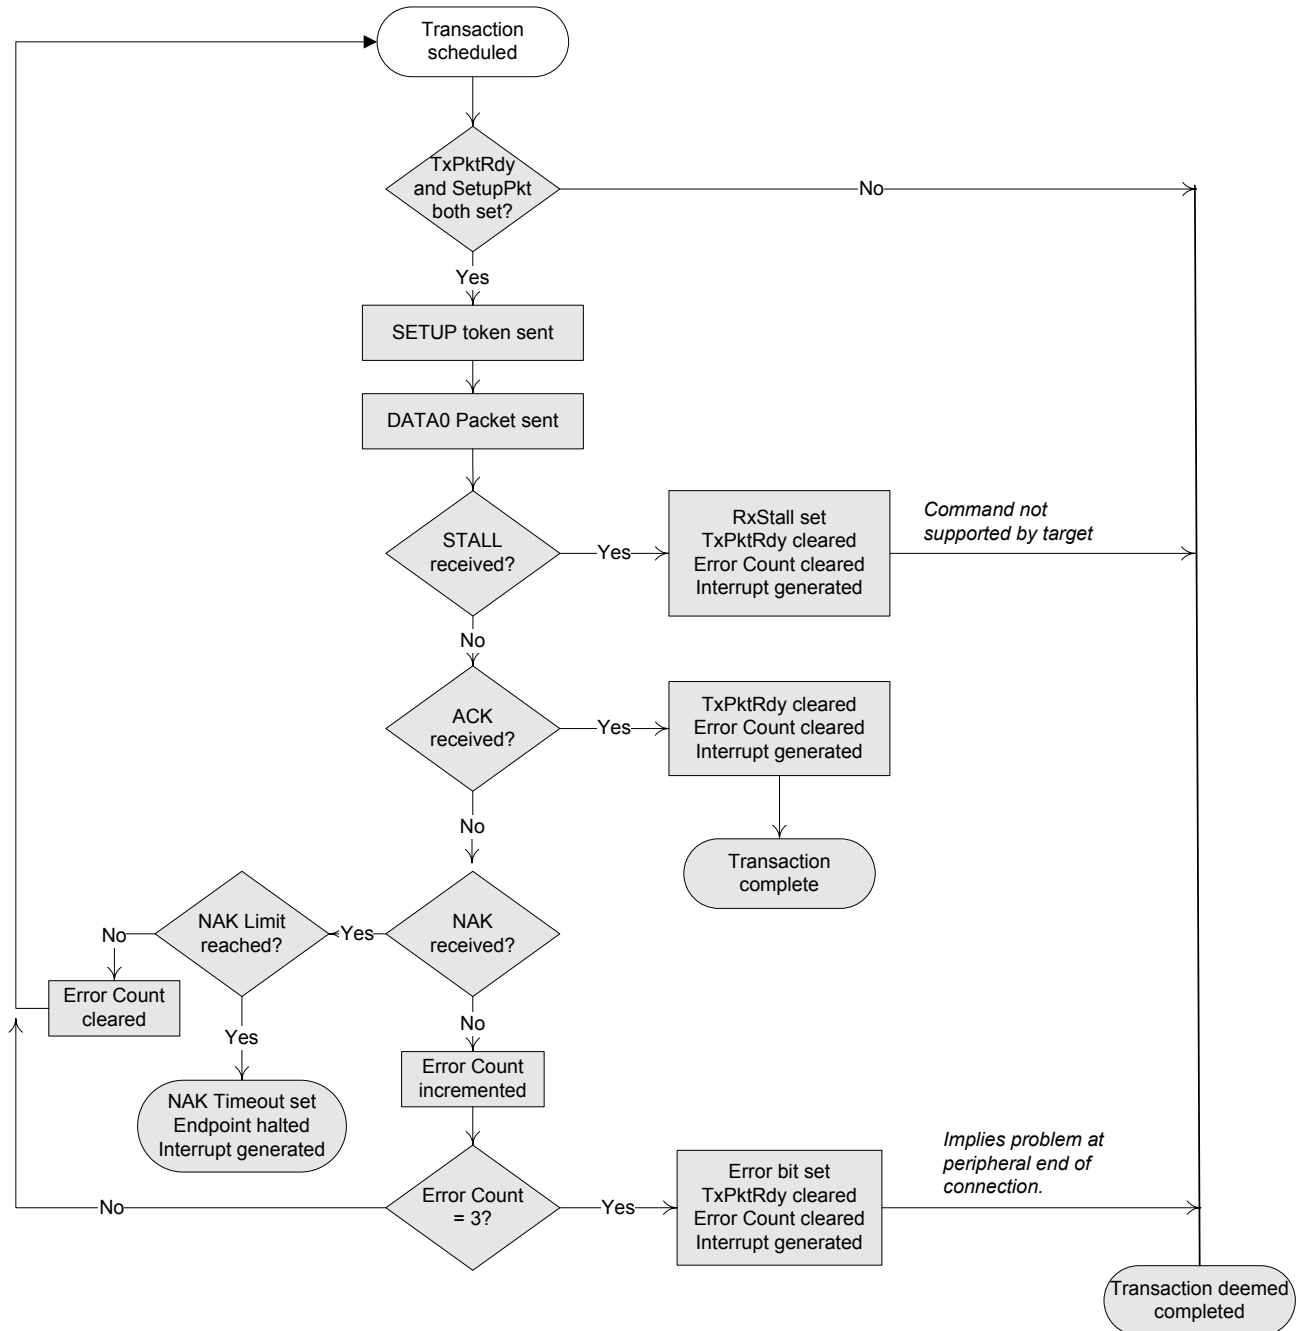 Transaction
scheduled
TxPktRdy
and SetupPkt
both set?
No
Yes
SETUP token sent
DATA0 Packet sent
STALL
received?
Yes
RxStall set
TxPktRdy cleared
Error Count cleared
Interrupt generated
Command not
supported by target
No
ACK
received?
Yes
TxPktRdy cleared
Error Count cleared
Interrupt generated
No
Transaction
complete
NAK
received?
Yes
NAK Limit
reached?
No
Error Count
cleared
Yes
NAK Timeout set
Endpoint halted
Interrupt generated
No
Error Count
incremented
Error Count
= 3?
No
Yes
Error bit set
TxPktRdy cleared
Error Count cleared
Interrupt generated
Implies problem at
peripheral end of
connection.
Transaction deemed
completed